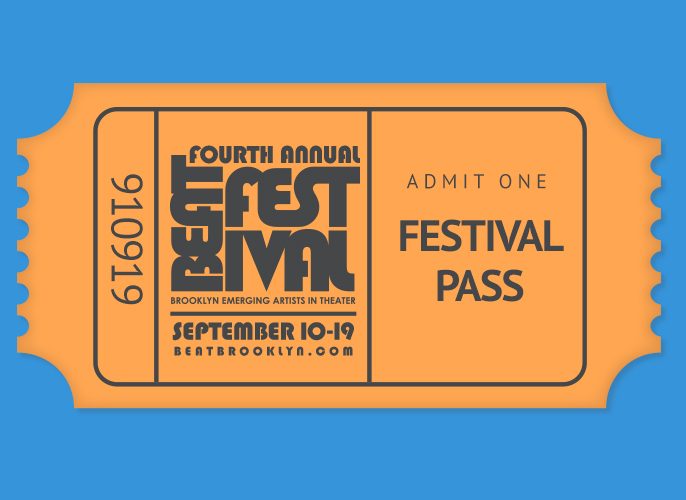 910919
FOURTH ANNUAL
BEAT FEST
IVAL
BROOKLYN EMERGING ARTISTS IN THEATER
SEPTEMBER 10-19
BEATBROOKLYN.COM
ADMIT ONE
FESTIVAL
PASS